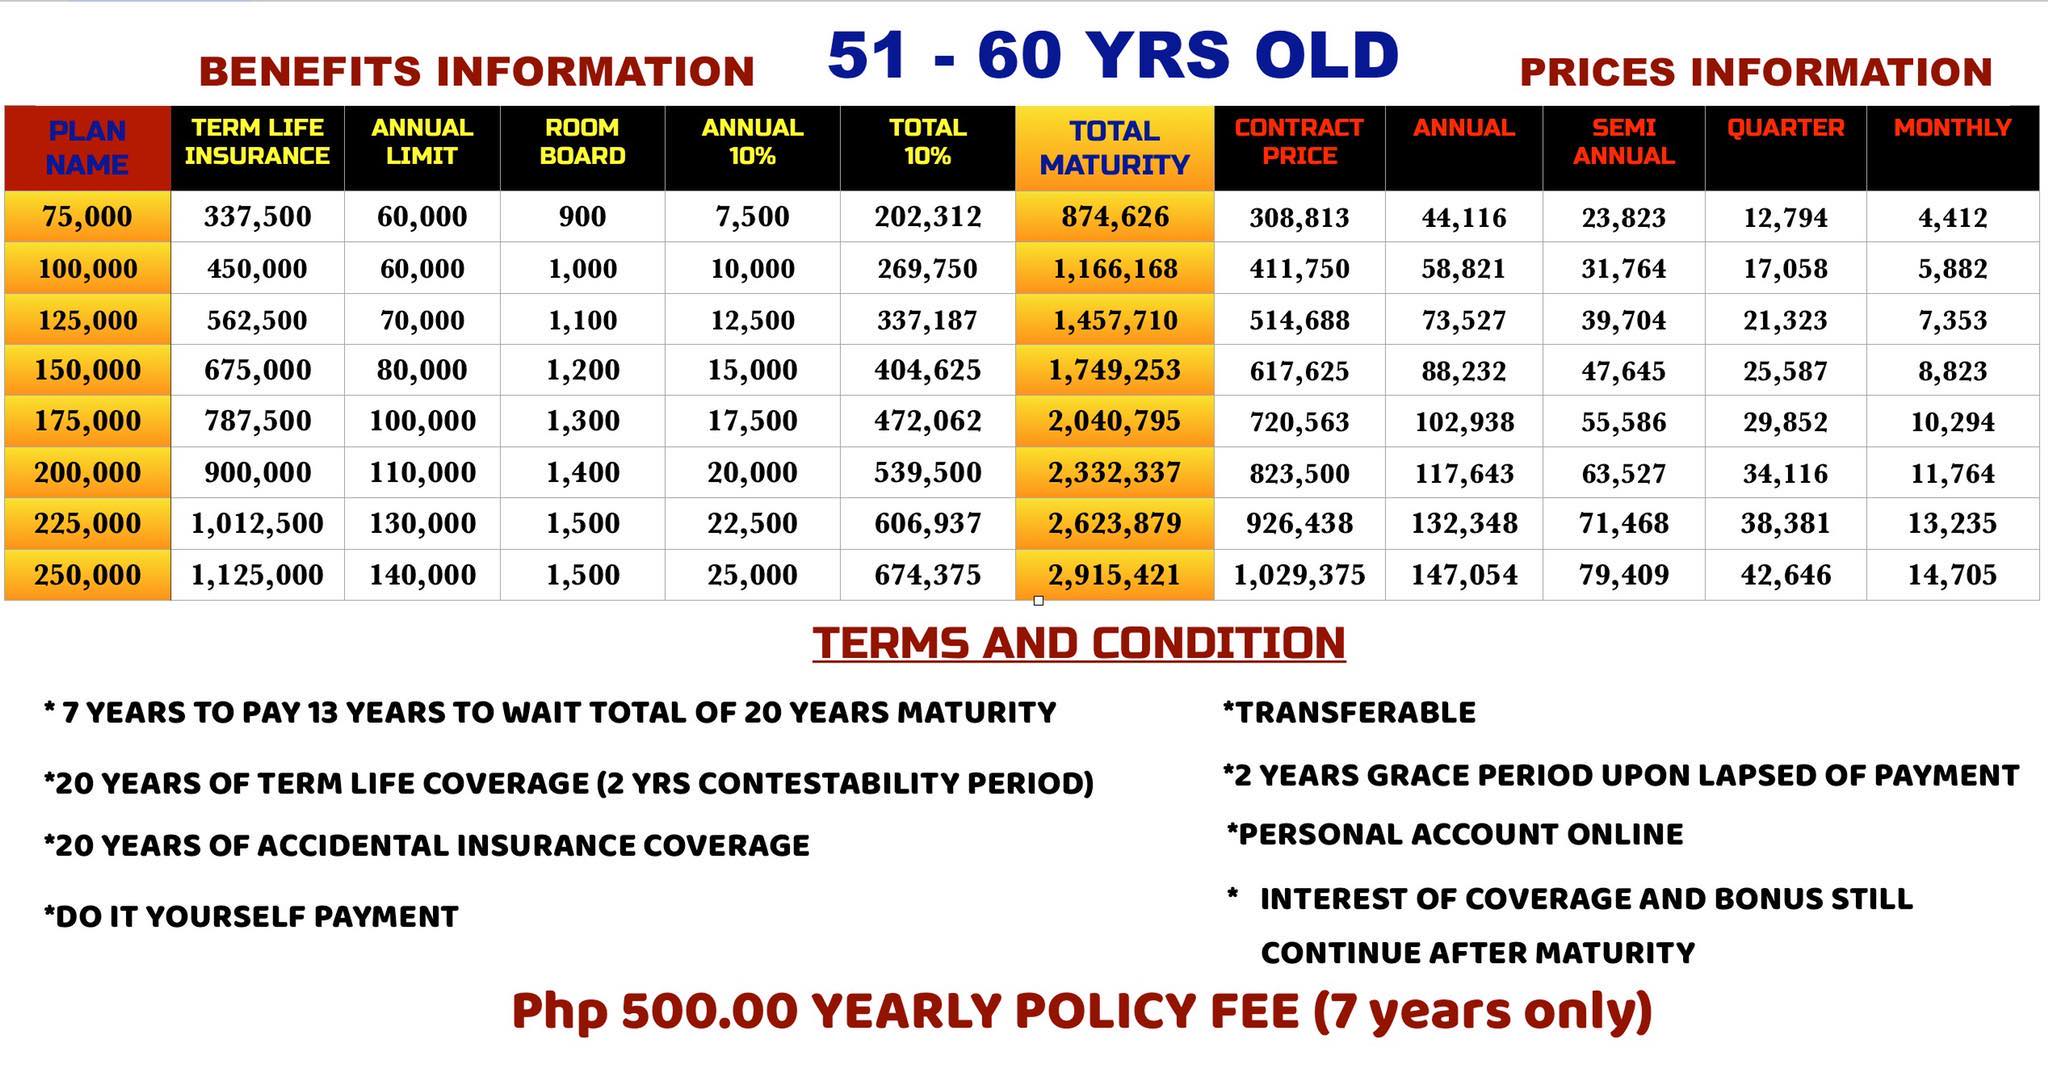 BENEFITS INFORMATION 51 - 60 YRS OLD PRICES INFORMATION
PLAN NAME TERM LIFE INSURANCE ANNUAL LIMIT ROOM BOARD ANNUAL 10% TOTAL 10% TOTAL MATURITY CONTRACT PRICE ANNUAL SEMI ANNUAL QUARTER MONTHLY
75,000 337,500 60,000 900 7,500 202,312 874,626 308,813 44,116 23,823 12,794 4,412
100,000 450,000 60,000 1,000 10,000 269,750 1,166,168 411,750 58,821 31,764 17,058 5,882
125,000 562,500 70,000 1,100 12,500 337,187 1,457,710 514,688 73,527 39,704 21,323 7,353
150,000 675,000 80,000 1,200 15,000 404,625 1,749,253 617,625 88,232 47,645 25,587 8,823
175,000 787,500 100,000 1,300 17,500 472,062 2,040,795 720,563 102,938 55,586 29,852 10,294
200,000 900,000 110,000 1,400 20,000 539,500 2,332,337 823,500 117,643 63,527 34,116 11,764
225,000 1,012,500 130,000 1,500 22,500 606,937 2,623,879 926,438 132,348 71,468 38,381 13,235
250,000 1,125,000 140,000 1,500 25,000 674,375 2,915,421 1,029,375 147,054 79,409 42,646 14,705
TERMS AND CONDITION
* 7 YEARS TO PAY 13 YEARS TO WAIT TOTAL OF 20 YEARS MATURITY
*20 YEARS OF TERM LIFE COVERAGE (2 YRS CONTESTABILITY PERIOD)
*20 YEARS OF ACCIDENTAL INSURANCE COVERAGE
*DO IT YOURSELF PAYMENT
*TRANSFERABLE
*2 YEARS GRACE PERIOD UPON LAPSED OF PAYMENT
*PERSONAL ACCOUNT ONLINE
* INTEREST OF COVERAGE AND BONUS STILL
CONTINUE AFTER MATURITY
Php 500.00 YEARLY POLICY FEE (7 years only)